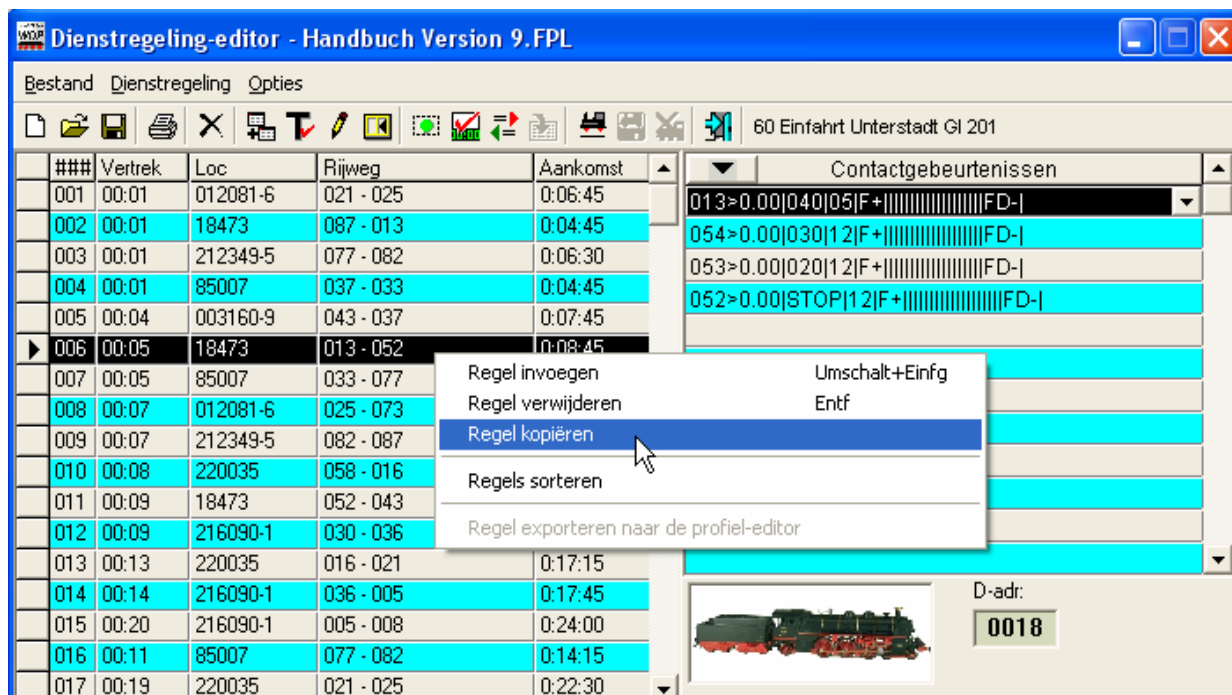 Dienstregeling-editor - Handbuch Version 9.FPL
Bestand Dienstregeling Opties
60 Einfahrt Unterstadt Gl 201
### Vertrek Loc Rijweg Aankomst
001 00:01 012081-6 021 - 025 0:06:45
002 00:01 18473 087 - 013 0:04:45
003 00:01 212349-5 077 - 082 0:06:30
004 00:01 85007 037 - 033 0:04:45
005 00:04 003160-9 043 - 037 0:07:45
006 00:05 18473 013 - 052 0:08:45
007 00:05 85007 033 - 077
008 00:07 012081-6 025 - 073
009 00:07 212349-5 082 - 087
010 00:08 220035 058 - 016
011 00:09 18473 052 - 043
012 00:09 216090-1 030 - 036
013 00:13 220035 016 - 021 0:17:15
014 00:14 216090-1 036 - 005 0:17:45
015 00:20 216090-1 005 - 008 0:24:00
016 00:11 85007 077 - 082 0:14:15
017 00:19 220035 021 - 025 0:22:30
Contactgebeurtenissen
013>0.00|040|05|F+||||||||||||||||||||FD-|
054>0.00|030|12|F+||||||||||||||||||||FD-|
053>0.00|020|12|F+||||||||||||||||||||FD-|
052>0.00|STOP|12|F+||||||||||||||||||||FD-|
Regel invoegen Umschalt+Einfg
Regel verwijderen Entf
Regel kopiëren
Regels sorteren
Regel exporteren naar de profiel-editor
D-adr:
0018